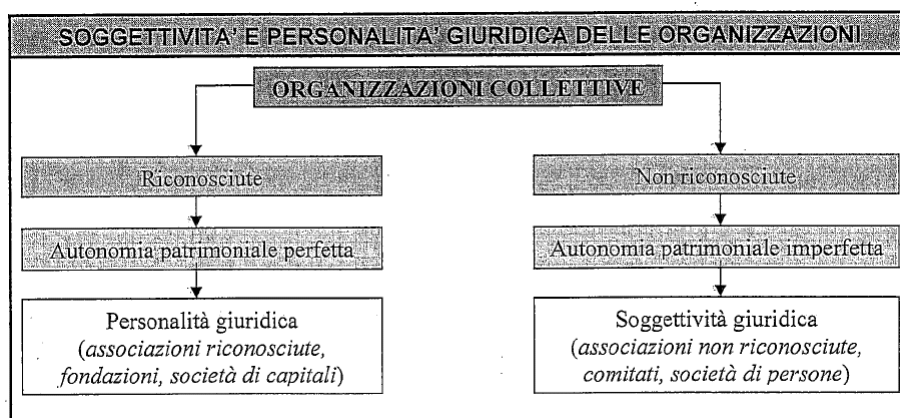 SOGGETTIVITA' E PERSONALITA' GIURIDICA DELLE ORGANIZZAZIONI
ORGANIZZAZIONI COLLETTIVE
Riconosciute
Non riconosciute
Autonomia patrimoniale perfetta
Autonomia patrimoniale imperfetta
Personalità giuridica
(associazioni riconosciute,
fondazioni, società di capitali)
Soggettività giuridica
(associazioni non riconosciute,
comitati, società di persone)